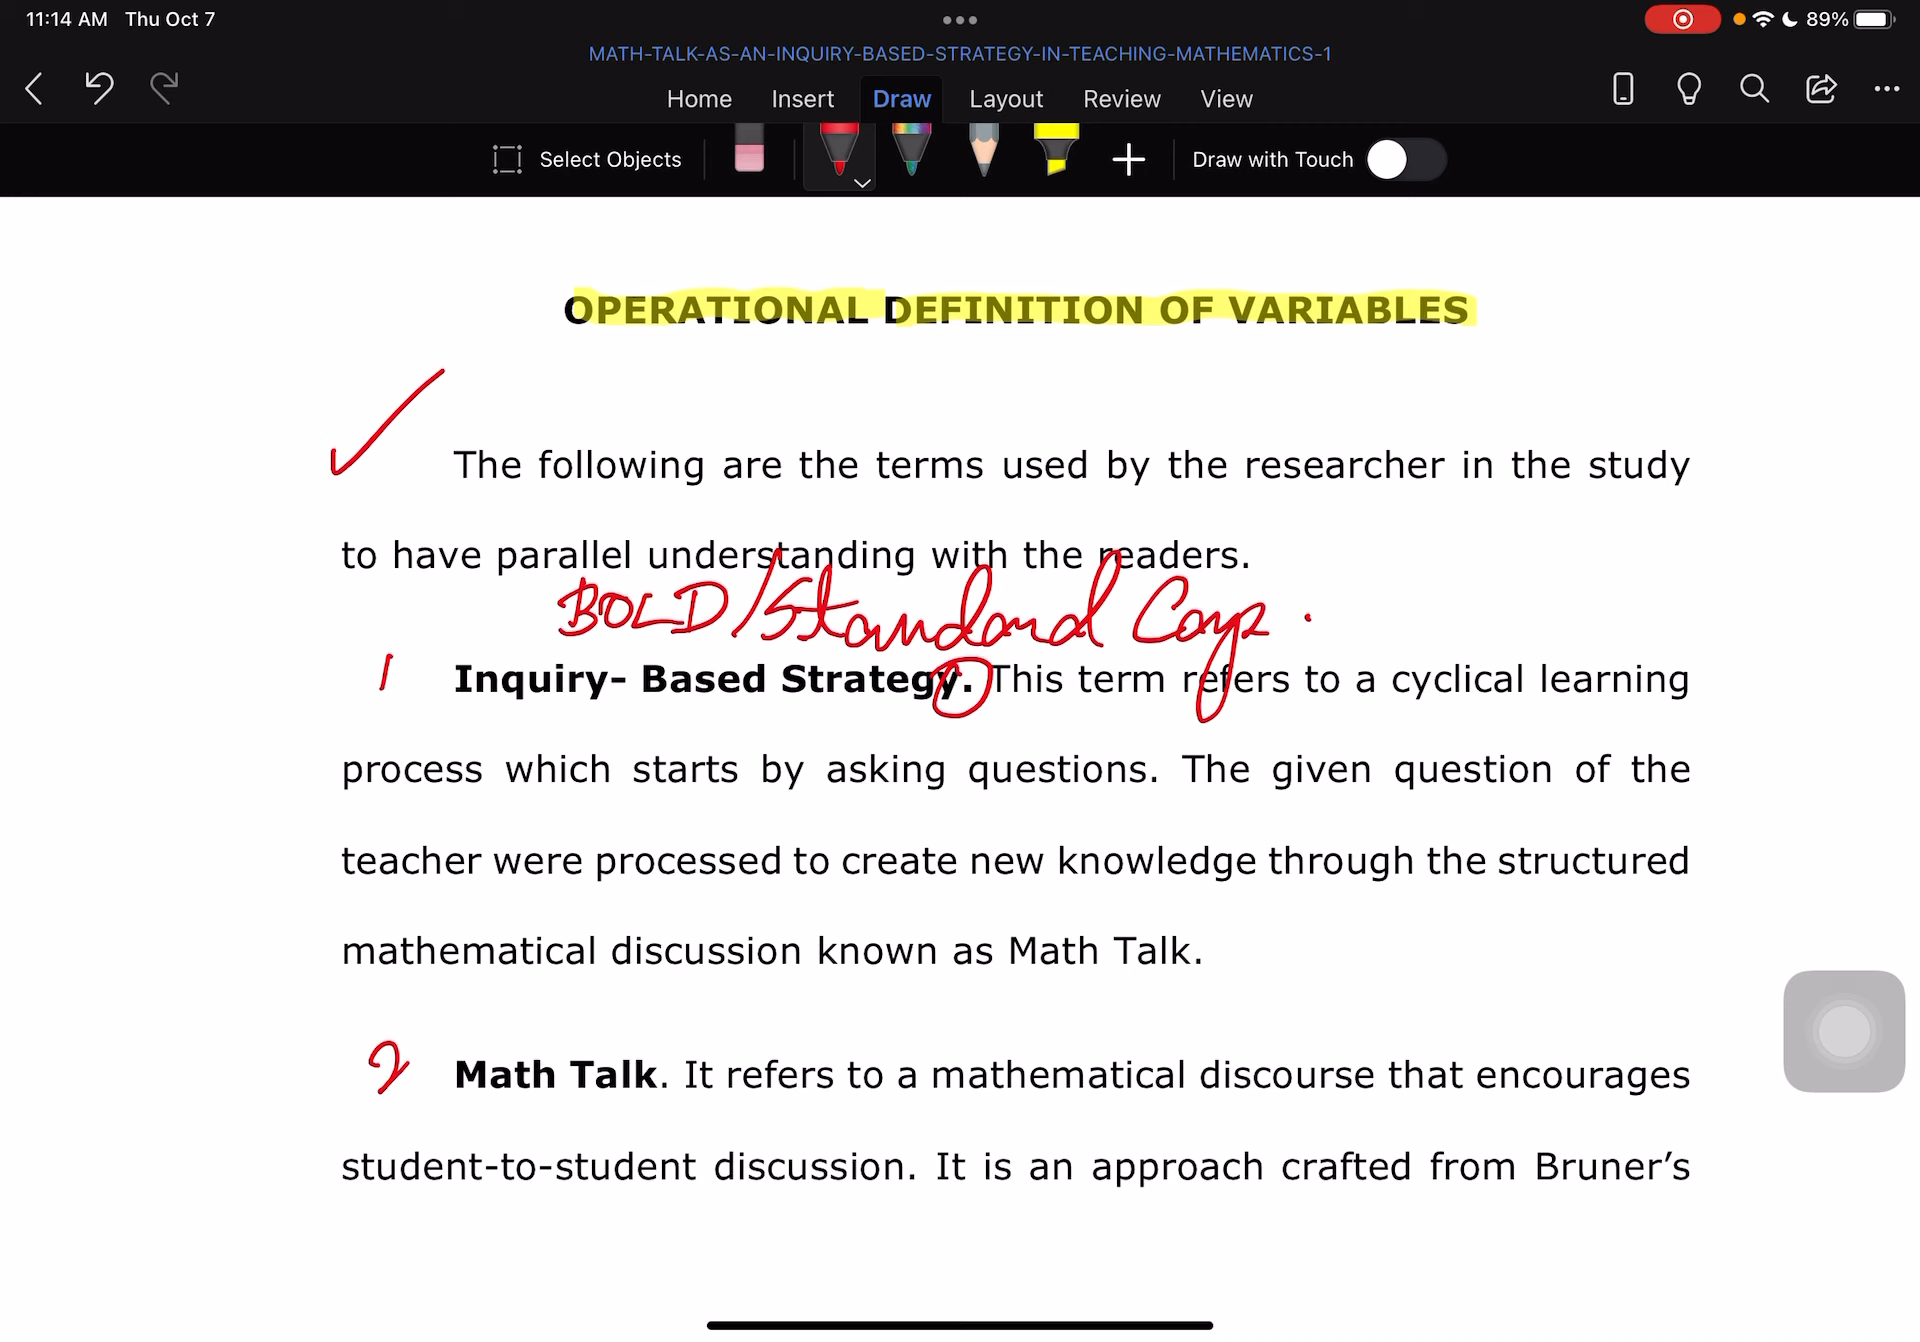 11:14 AM Thu Oct 7
89%
MATH-TALK-AS-AN-INQUIRY-BASED-STRATEGY-IN-TEACHING-MATHEMATICS-1
Home Insert Draw Layout Review View
Select Objects Draw with Touch
OPERATIONAL DEFINITION OF VARIABLES
The following are the terms used by the researcher in the study
to have parallel understanding with the readers.
BOLD/Standard
1 Inquiry- Based Strategy. This term refers to a cyclical learning
process which starts by asking questions. The given question of the
teacher were processed to create new knowledge through the structured
mathematical discussion known as Math Talk.
2 Math Talk. It refers to a mathematical discourse that encourages
student-to-student discussion. It is an approach crafted from Bruner’s